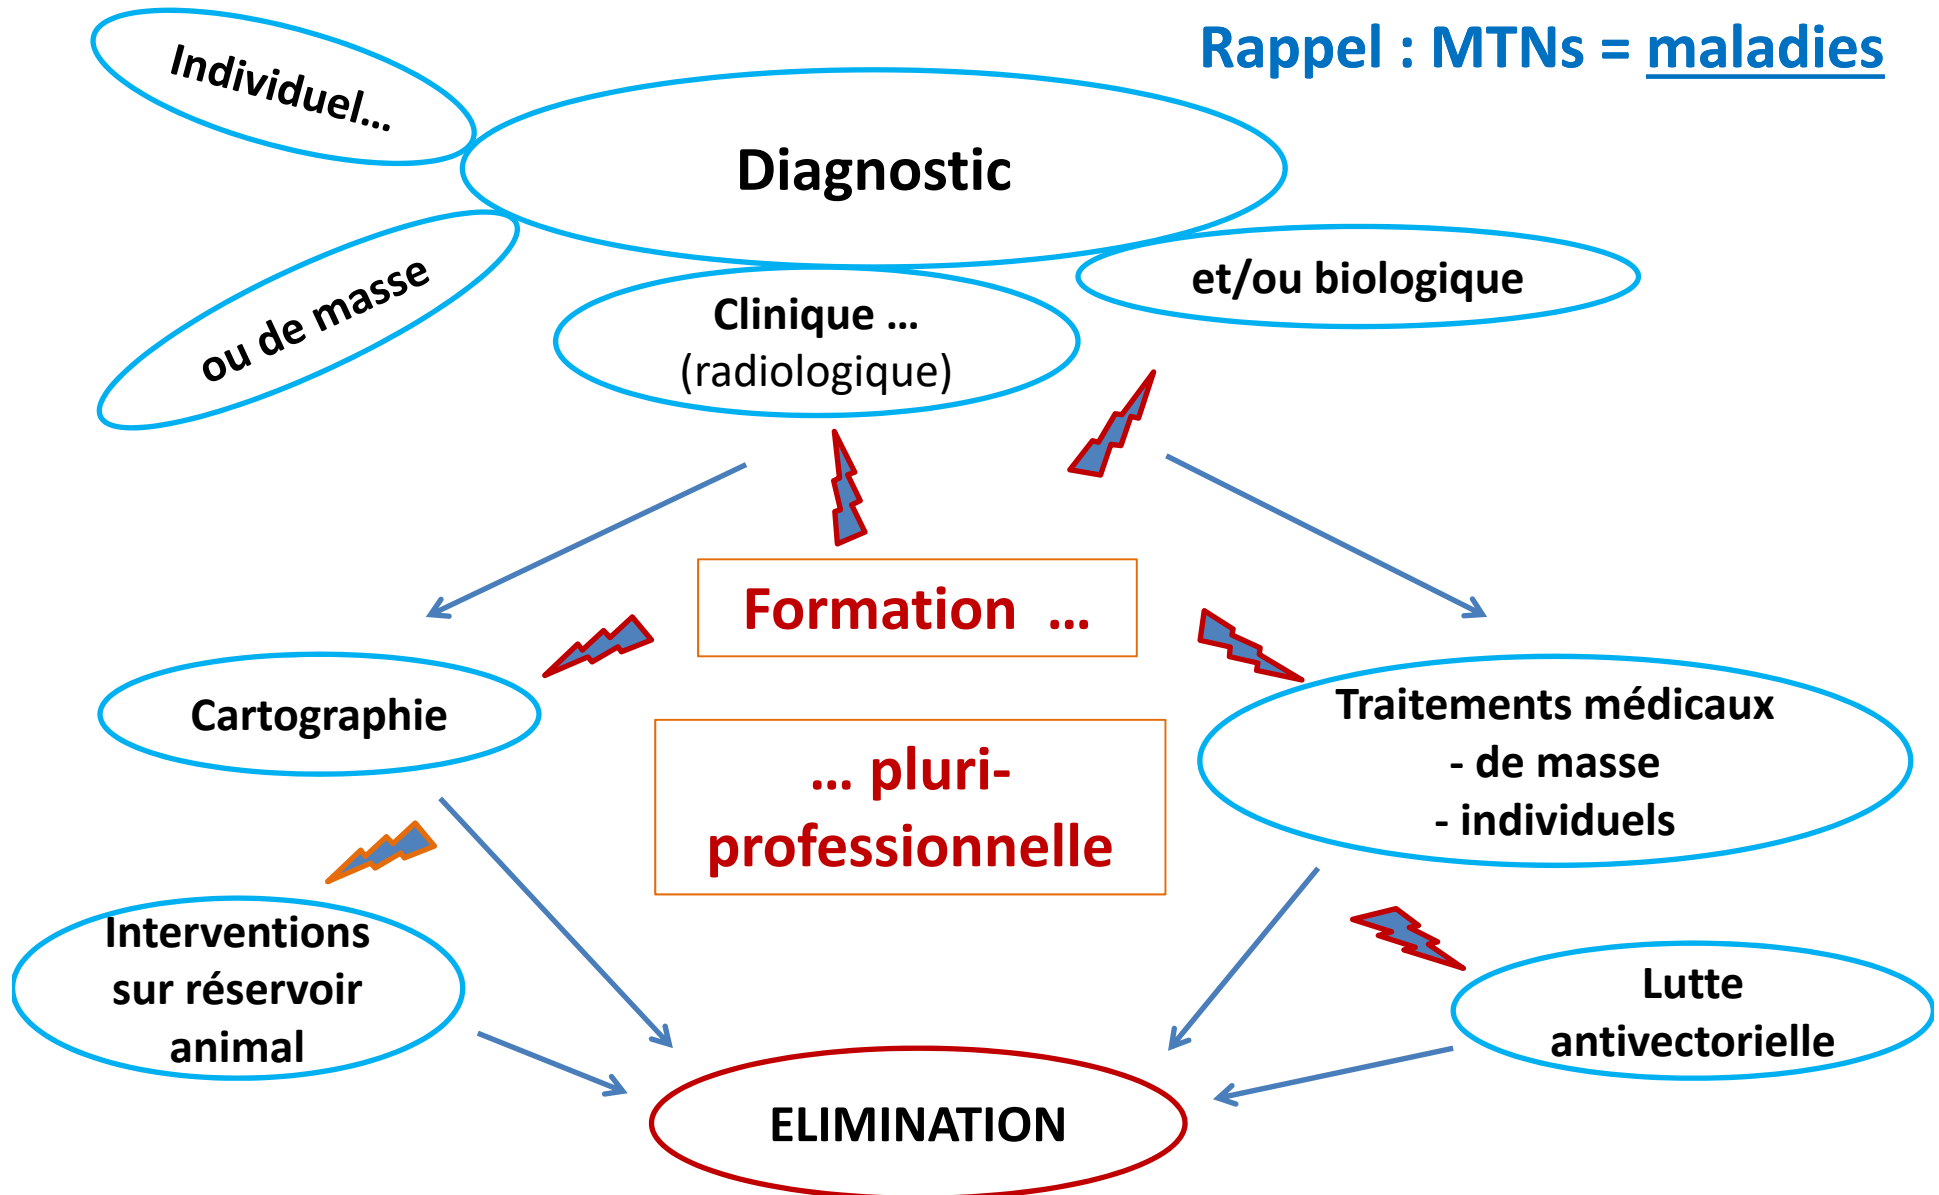 Rappel : MTNs = maladies
Individuel...
Diagnostic
ou de masse
Clinique ...
(radiologique)
et/ou biologique
Formation ...
Cartographie
... pluri-
professionnelle
Traitements médicaux
- de masse
- individuels
Interventions
sur réservoir
animal
Lutte
antivectorielle
ELIMINATION